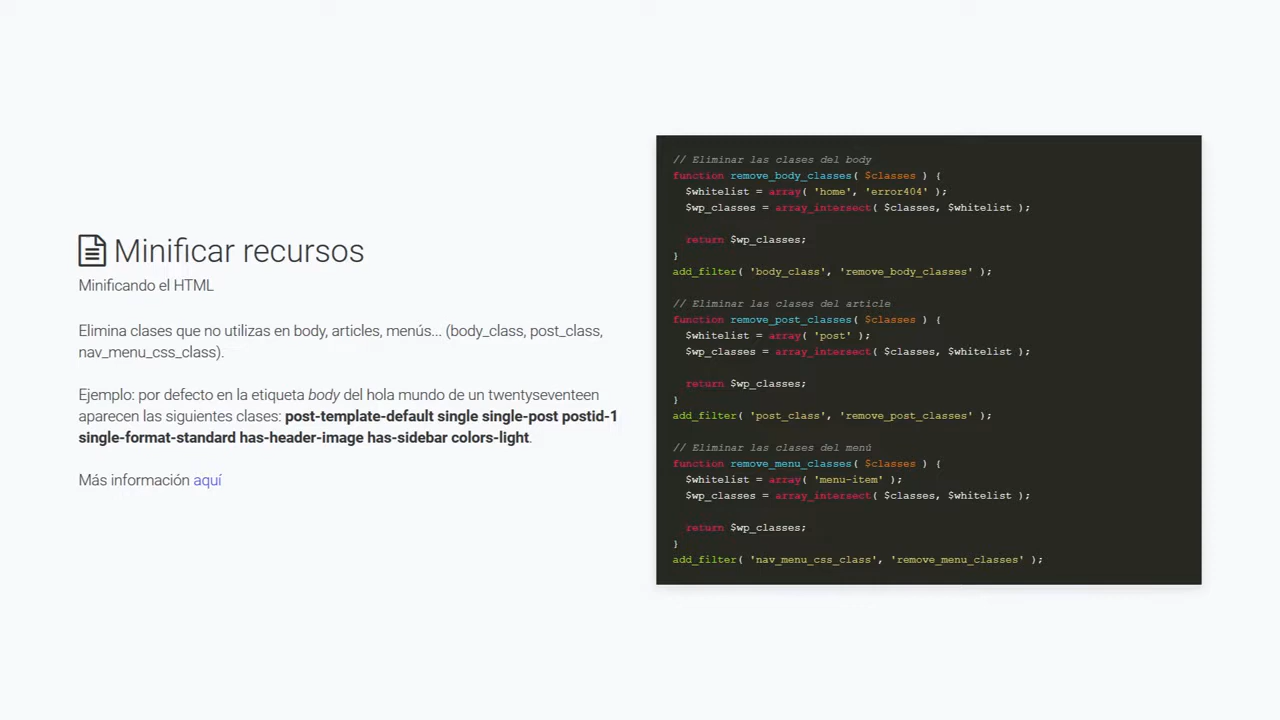 Minificar recursos
Minificando el HTML
Elimina clases que no utilizas en body, articles, menús... (body_class, post_class,
nav_menu_css_class).
Ejemplo: por defecto en la etiqueta body del hola mundo de un twentyseventeen
aparecen las siguientes clases: post-template-default single single-post postid-1
single-format-standard has-header-image has-sidebar colors-light.
Más información aquí
// Eliminar las clases del body
function remove_body_classes( $classes ) {
  $whitelist = array( 'home', 'error404' );
  $wp_classes = array_intersect( $classes, $whitelist );
  return $wp_classes;
}
add_filter( 'body_class', 'remove_body_classes' );
// Eliminar las clases del article
function remove_post_classes( $classes ) {
  $whitelist = array( 'post' );
  $wp_classes = array_intersect( $classes, $whitelist );
  return $wp_classes;
}
add_filter( 'post_class', 'remove_post_classes' );
// Eliminar las clases del menú
function remove_menu_classes( $classes ) {
  $whitelist = array( 'menu-item' );
  $wp_classes = array_intersect( $classes, $whitelist );
  return $wp_classes;
}
add_filter( 'nav_menu_css_class', 'remove_menu_classes' );